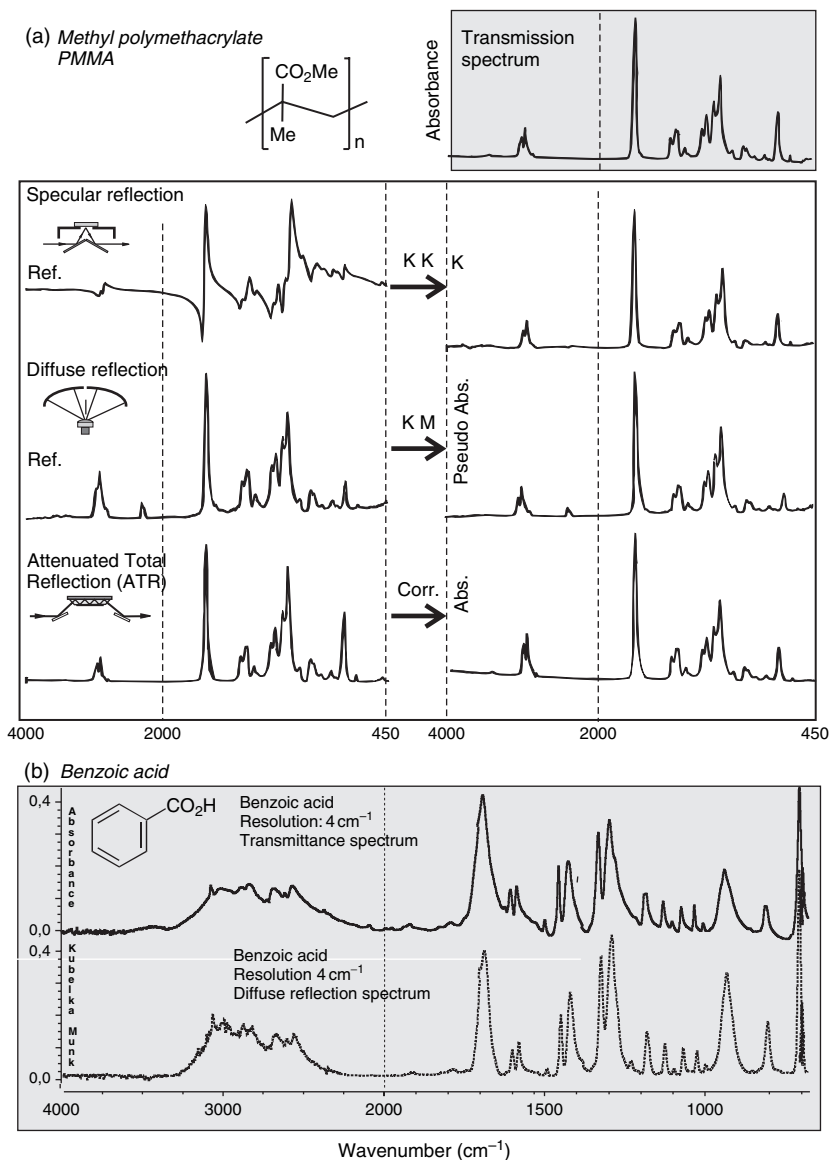 (a) Methyl polymethacrylate
PMMA
CO₂Me
Me
n
Absorbance
Transmission
spectrum
Specular reflection
Ref.
K K
K
Diffuse reflection
Ref.
K M
Pseudo Abs.
Attenuated Total
Reflection (ATR)
Corr.
Abs.
4000 2000 450 4000 2000 450
(b) Benzoic acid
0,4
Absorbance
0,0
CO₂H
Benzoic acid
Resolution: 4 cm⁻¹
Transmittance spectrum
0,4
Kubelka Munk
0,0
Benzoic acid
Resolution 4 cm⁻¹
Diffuse reflection spectrum
4000 3000 2000 1500 1000
Wavenumber (cm⁻¹)